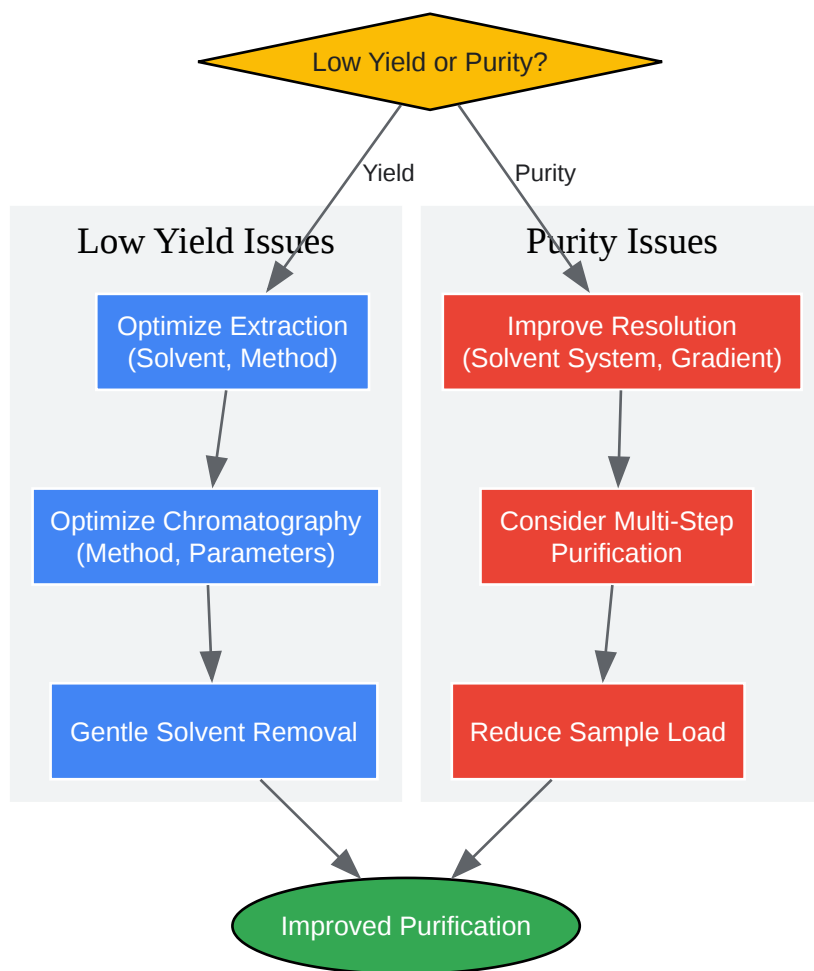 Low Yield or Purity?
Yield
Purity
Low Yield Issues
Purity Issues
Optimize Extraction
(Solvent, Method)
Improve Resolution
(Solvent System, Gradient)
Optimize Chromatography
(Method, Parameters)
Consider Multi-Step
Purification
Gentle Solvent Removal
Reduce Sample Load
Improved Purification